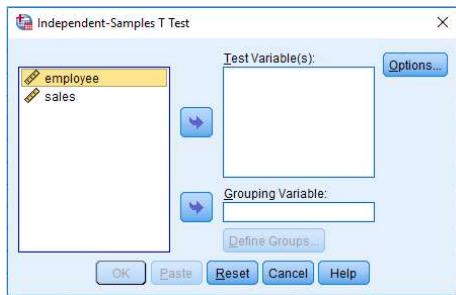 Independent-Samples T Test
employee
sales
Test Variable(s):
Options...
Grouping Variable:
Define Groups...
OK Paste Reset Cancel Help